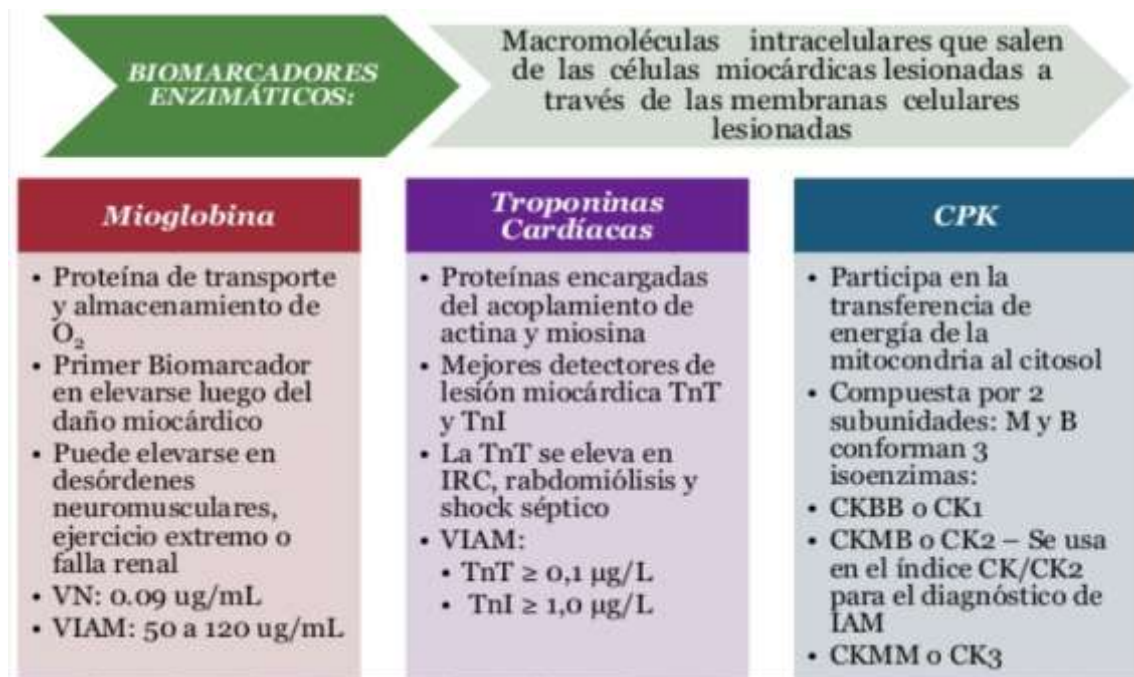 BIOMARCADORES
ENZIMÁTICOS:
Macromoléculas intracelulares que salen
de las células miocárdicas lesionadas a
través de las membranas celulares
lesionadas
Mioglobina
• Proteína de transporte
y almacenamiento de
O₂
• Primer Biomarcador
en elevarse luego del
daño miocárdico
• Puede elevarse en
desórdenes
neuromusculares,
ejercicio extremo o
falla renal
• VN: 0.09 ug/mL
• VIAM: 50 a 120 ug/mL
Troponinas
Cardíacas
• Proteínas encargadas
del acoplamiento de
actina y miosina
• Mejores detectores de
lesión miocárdica TnT
y TnI
• La TnT se eleva en
IRC, rabdomiólisis y
shock séptico
• VIAM:
• TnT ≥ 0,1 µg/L
• TnI ≥ 1,0 µg/L
CPK
• Participa en la
transferencia de
energía de la
mitocondria al citosol
• Compuesta por 2
subunidades: M y B
conforman 3
isoenzimas:
• CKBB o CK1
• CKMB o CK2 – Se usa
en el índice CK/CK2
para el diagnóstico de
IAM
• CKMM o CK3